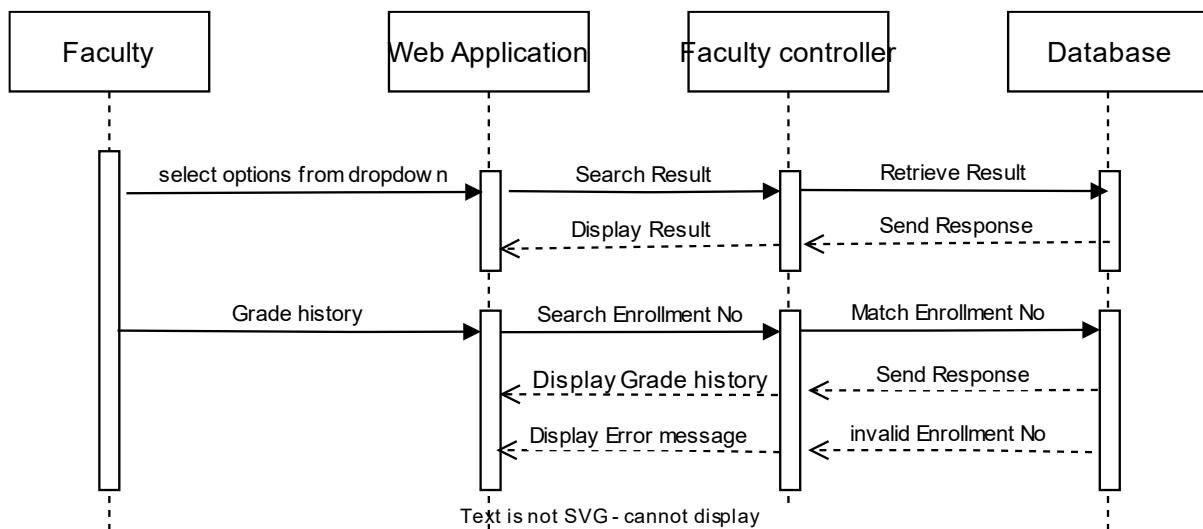 Faculty
Web Application
Faculty controller
Database
select options from dropdown
Search Result
Retrieve Result
Display Result
Send Response
Grade history
Search Enrollment No
Match Enrollment No
Display Grade history
Send Response
Display Error message
invalid Enrollment No
Text is not SVG - cannot display